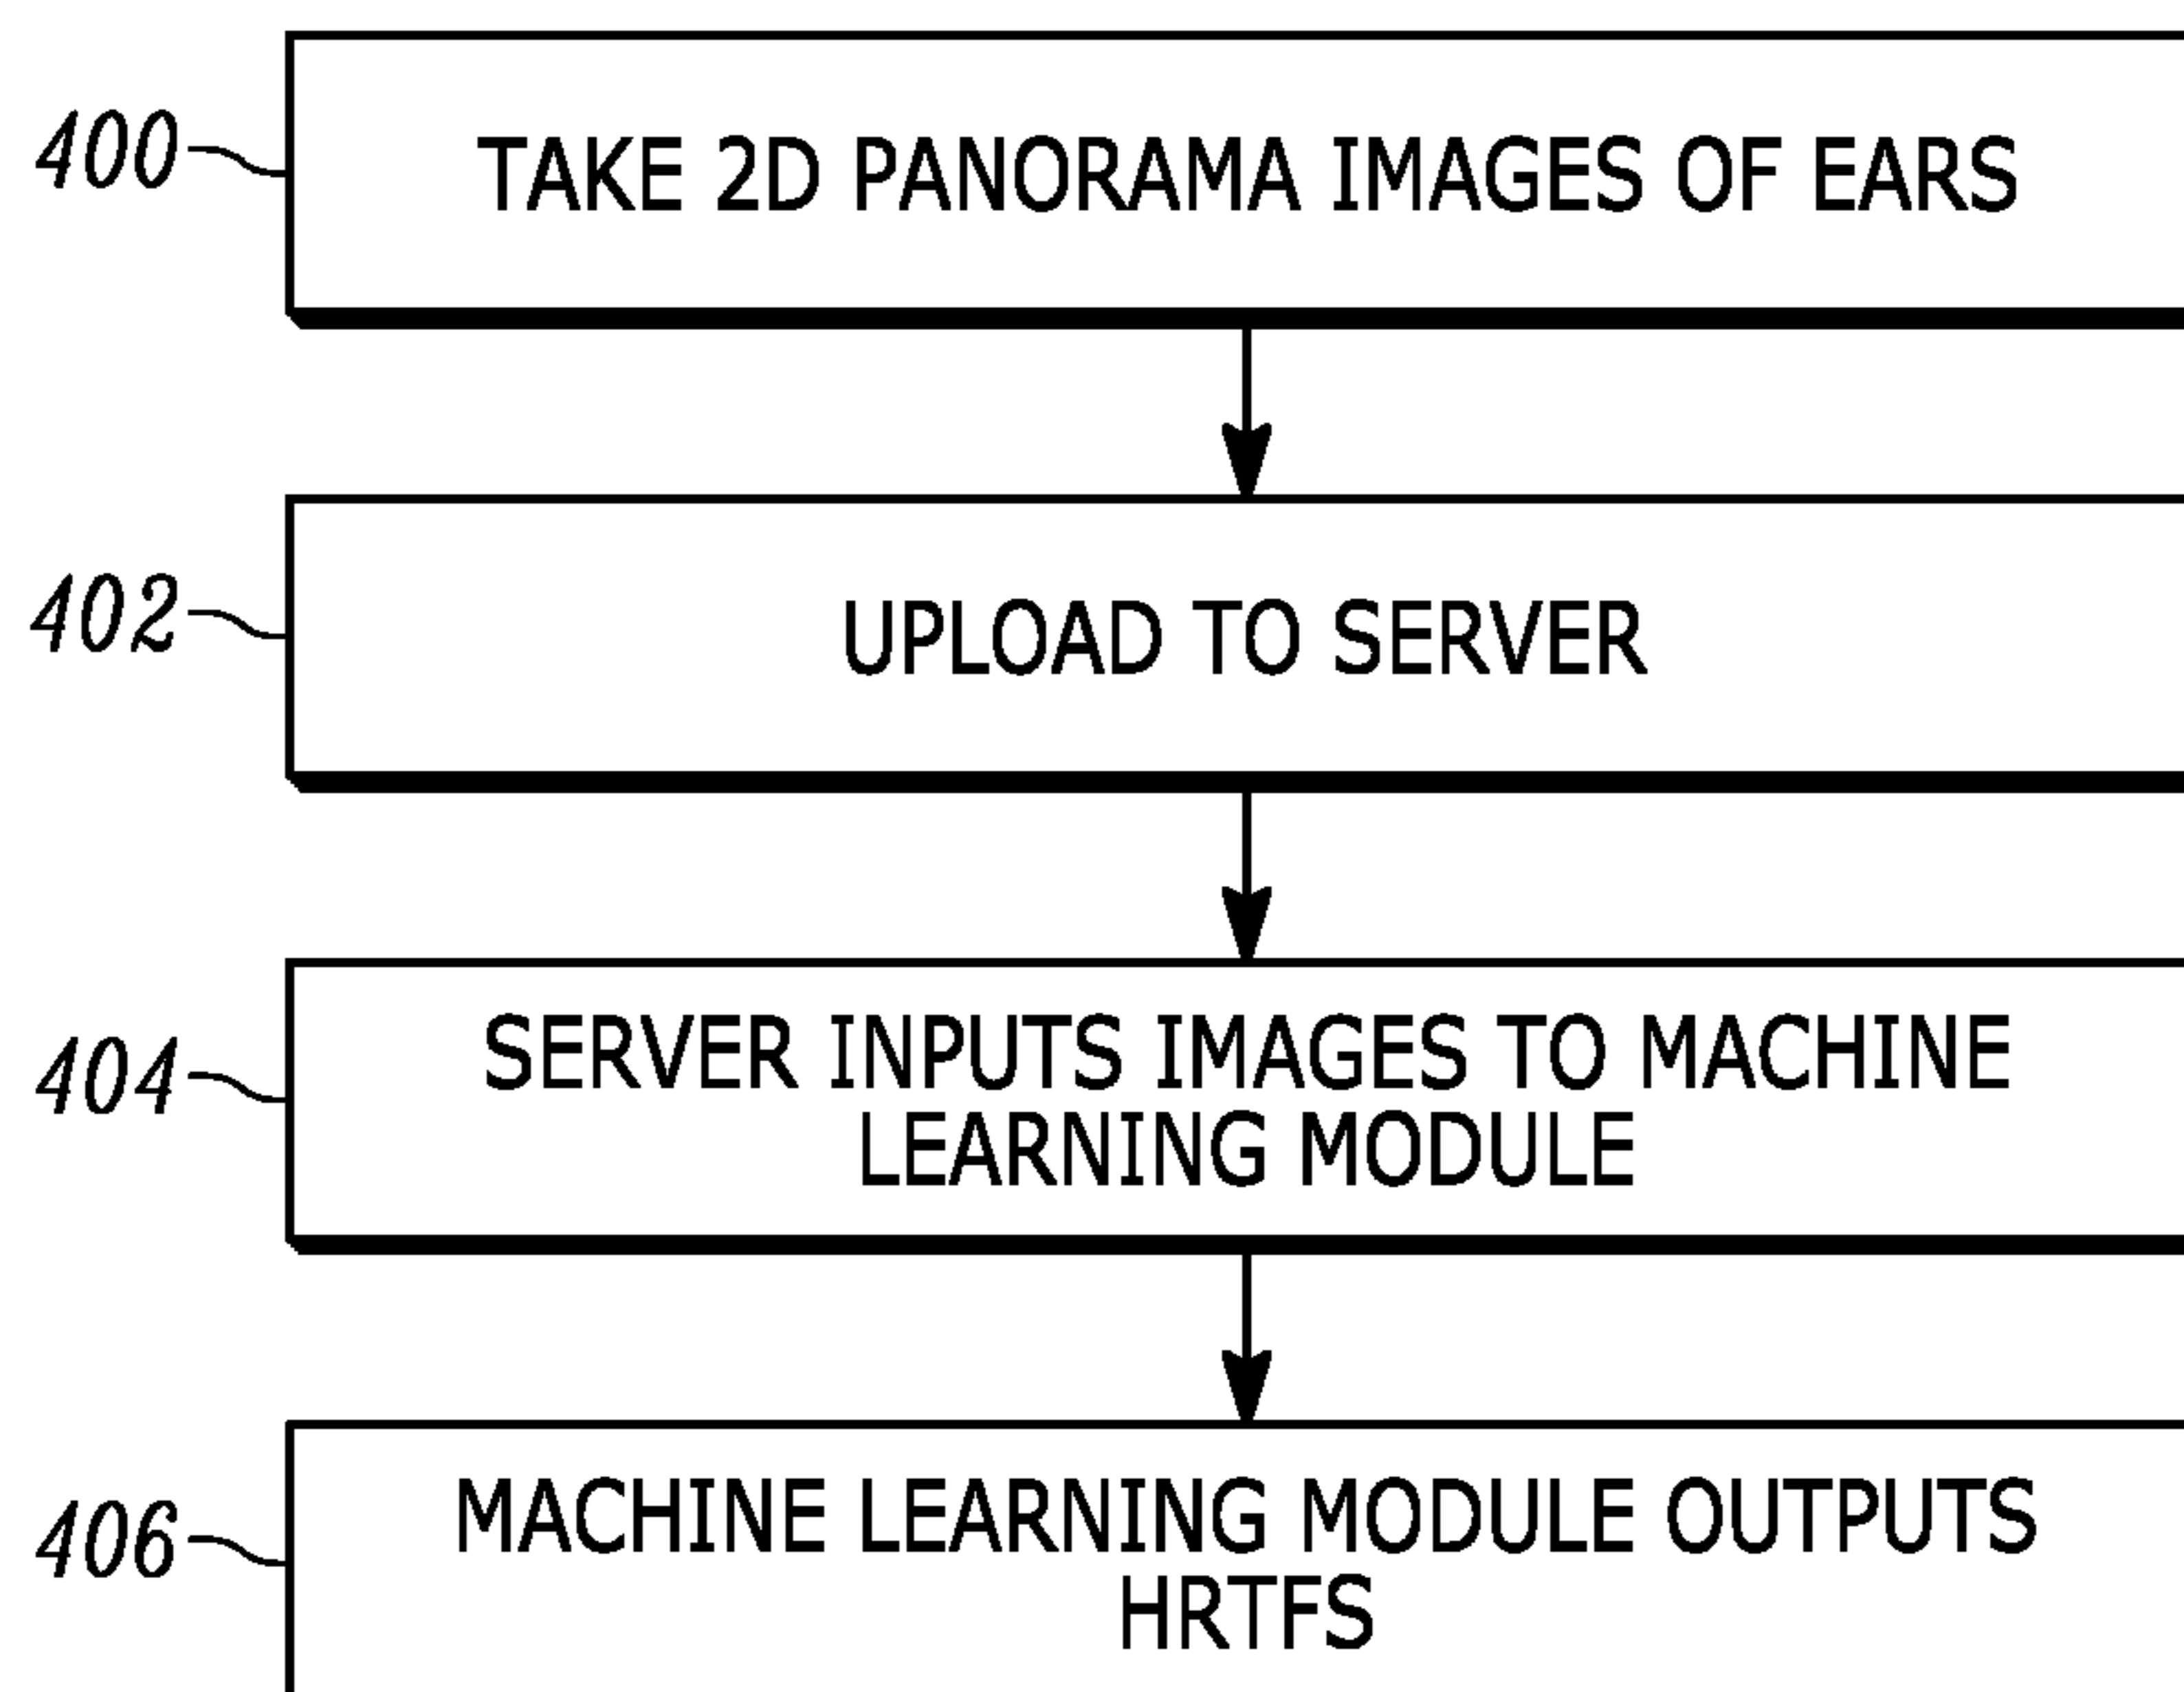 400
TAKE 2D PANORAMA IMAGES OF EARS
402
UPLOAD TO SERVER
404
SERVER INPUTS IMAGES TO MACHINE
LEARNING MODULE
406
MACHINE LEARNING MODULE OUTPUTS
HRTFS